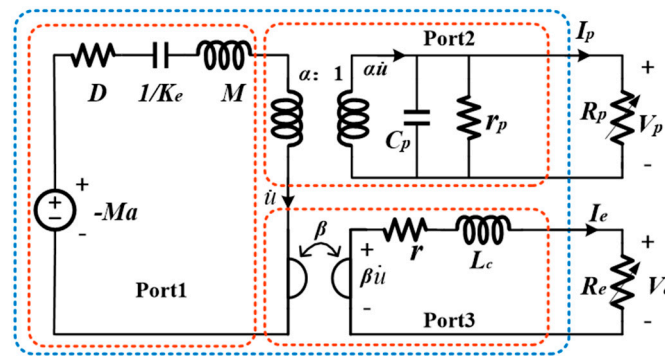 Port2
I_p
D 1/K_e M
α: 1
αu̇
C_p
r_p
R_p
+
V_p
-
+
-Ma
-
u̇
β
+
βu̇
-
r
L_c
I_e
R_e
+
V
-
Port1
Port3